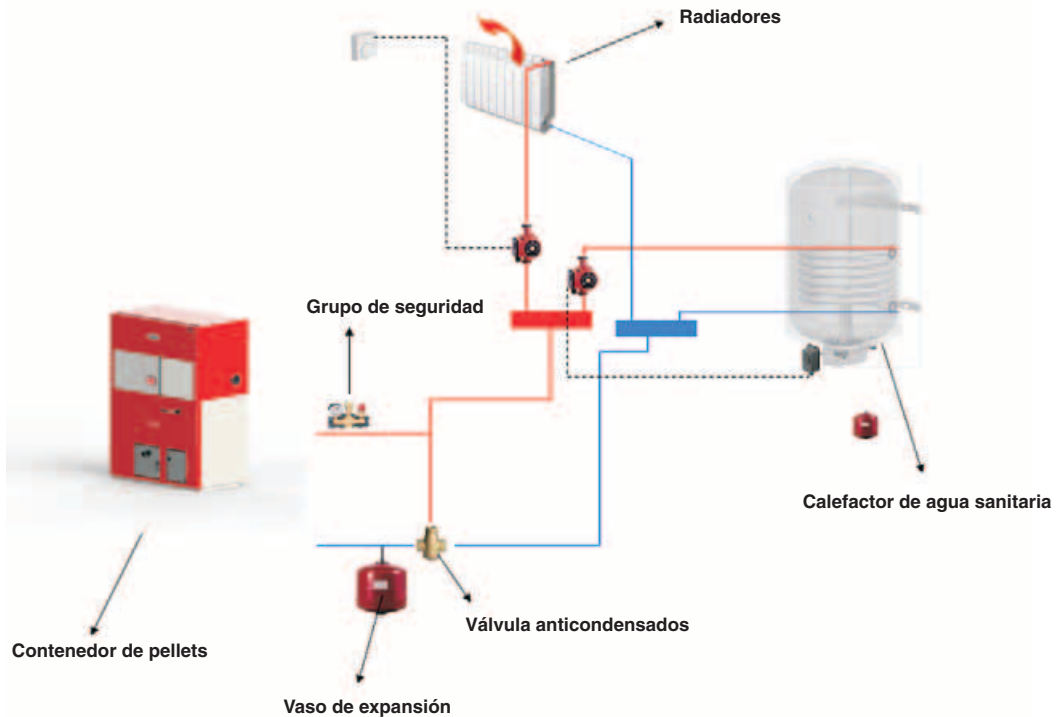 Radiadores
Grupo de seguridad
Calefactor de agua sanitaria
Válvula anticondensados
Contenedor de pellets
Vaso de expansión